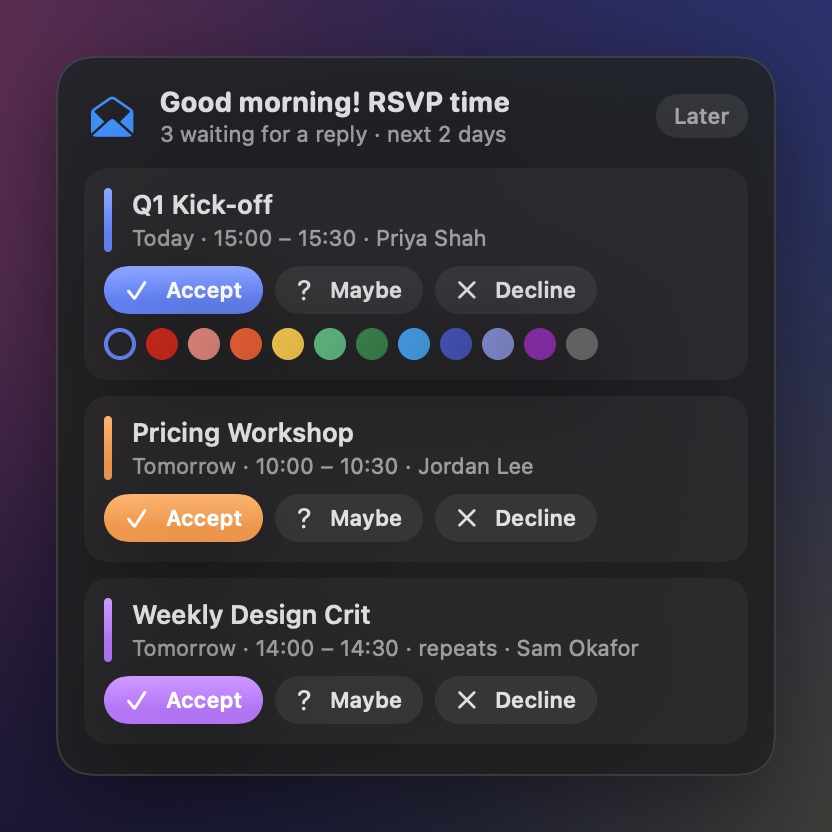 Good morning! RSVP time
3 waiting for a reply · next 2 days
Later
Q1 Kick-off
Today · 15:00 – 15:30 · Priya Shah
✓ Accept ? Maybe ✕ Decline
Pricing Workshop
Tomorrow · 10:00 – 10:30 · Jordan Lee
✓ Accept ? Maybe ✕ Decline
Weekly Design Crit
Tomorrow · 14:00 – 14:30 · repeats · Sam Okafor
✓ Accept ? Maybe ✕ Decline